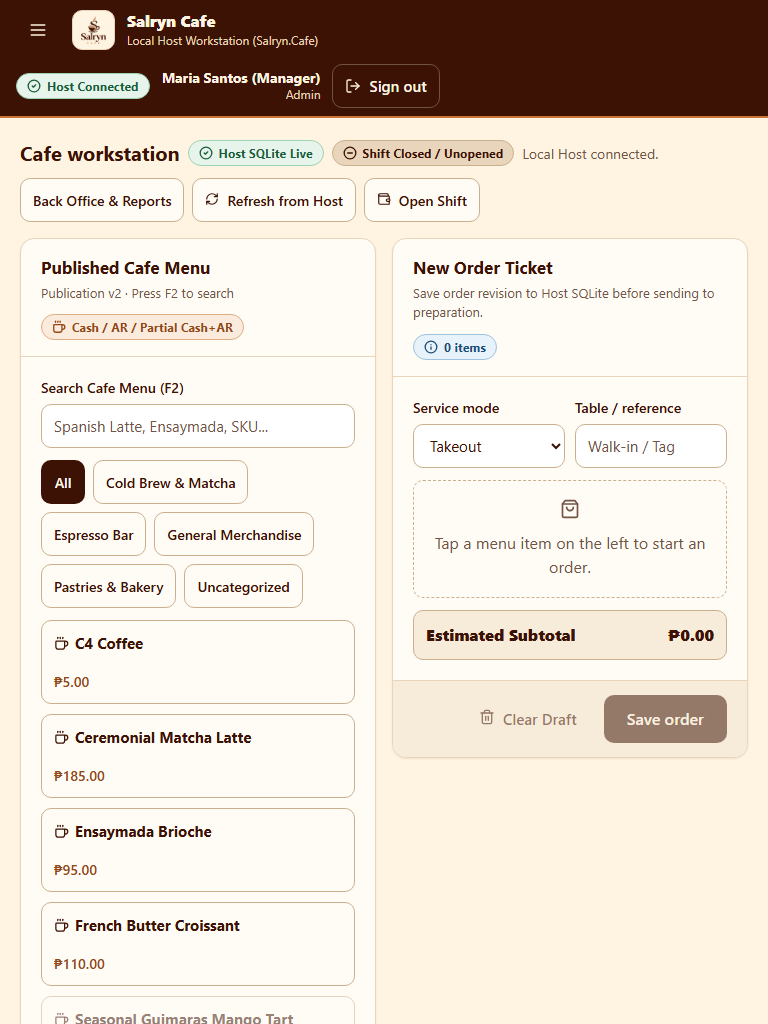 Salryn
Salryn Cafe
Local Host Workstation (Salryn.Cafe)
Host Connected
Maria Santos (Manager)
Admin
Sign out
Cafe workstation
Host SQLite Live
Shift Closed / Unopened
Local Host connected.
Back Office & Reports
Refresh from Host
Open Shift
Published Cafe Menu
Publication v2 · Press F2 to search
Cash / AR / Partial Cash+AR
Search Cafe Menu (F2)
Spanish Latte, Ensaymada, SKU...
All
Cold Brew & Matcha
Espresso Bar
General Merchandise
Pastries & Bakery
Uncategorized
C4 Coffee
₱5.00
Ceremonial Matcha Latte
₱185.00
Ensaymada Brioche
₱95.00
French Butter Croissant
₱110.00
Seasonal Guimaras Mango Tart
New Order Ticket
Save order revision to Host SQLite before sending to
preparation.
0 items
Service mode
Table / reference
Takeout
Walk-in / Tag
Tap a menu item on the left to start an
order.
Estimated Subtotal
₱0.00
Clear Draft
Save order